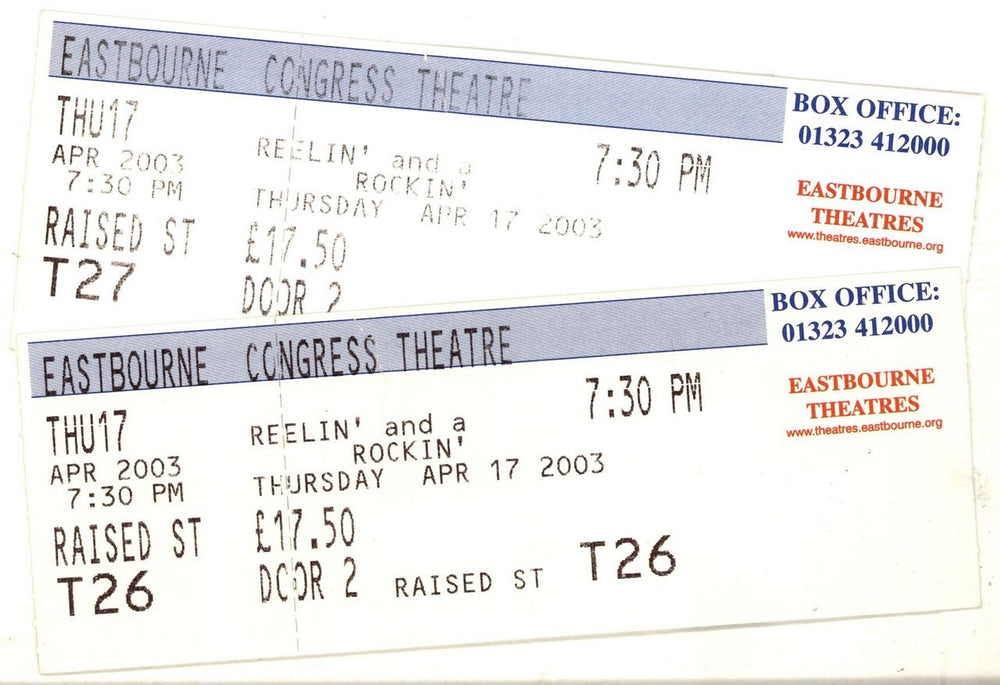 EASTBOURNE CONGRESS THEATRE
THU17
APR 2003
7:30 PM
RAISED ST
T27
REELIN' and a
ROCKIN'
THURSDAY APR 17 2003
£17.50
DOOR 2
7:30 PM
BOX OFFICE:
01323 412000
EASTBOURNE
THEATRES
www.theatres.eastbourne.org
EASTBOURNE CONGRESS THEATRE
THU17
APR 2003
7:30 PM
RAISED ST
T26
REELIN' and a
ROCKIN'
THURSDAY APR 17 2003
£17.50
DOOR 2 RAISED ST T26
7:30 PM
BOX OFFICE:
01323 412000
EASTBOURNE
THEATRES
www.theatres.eastbourne.org